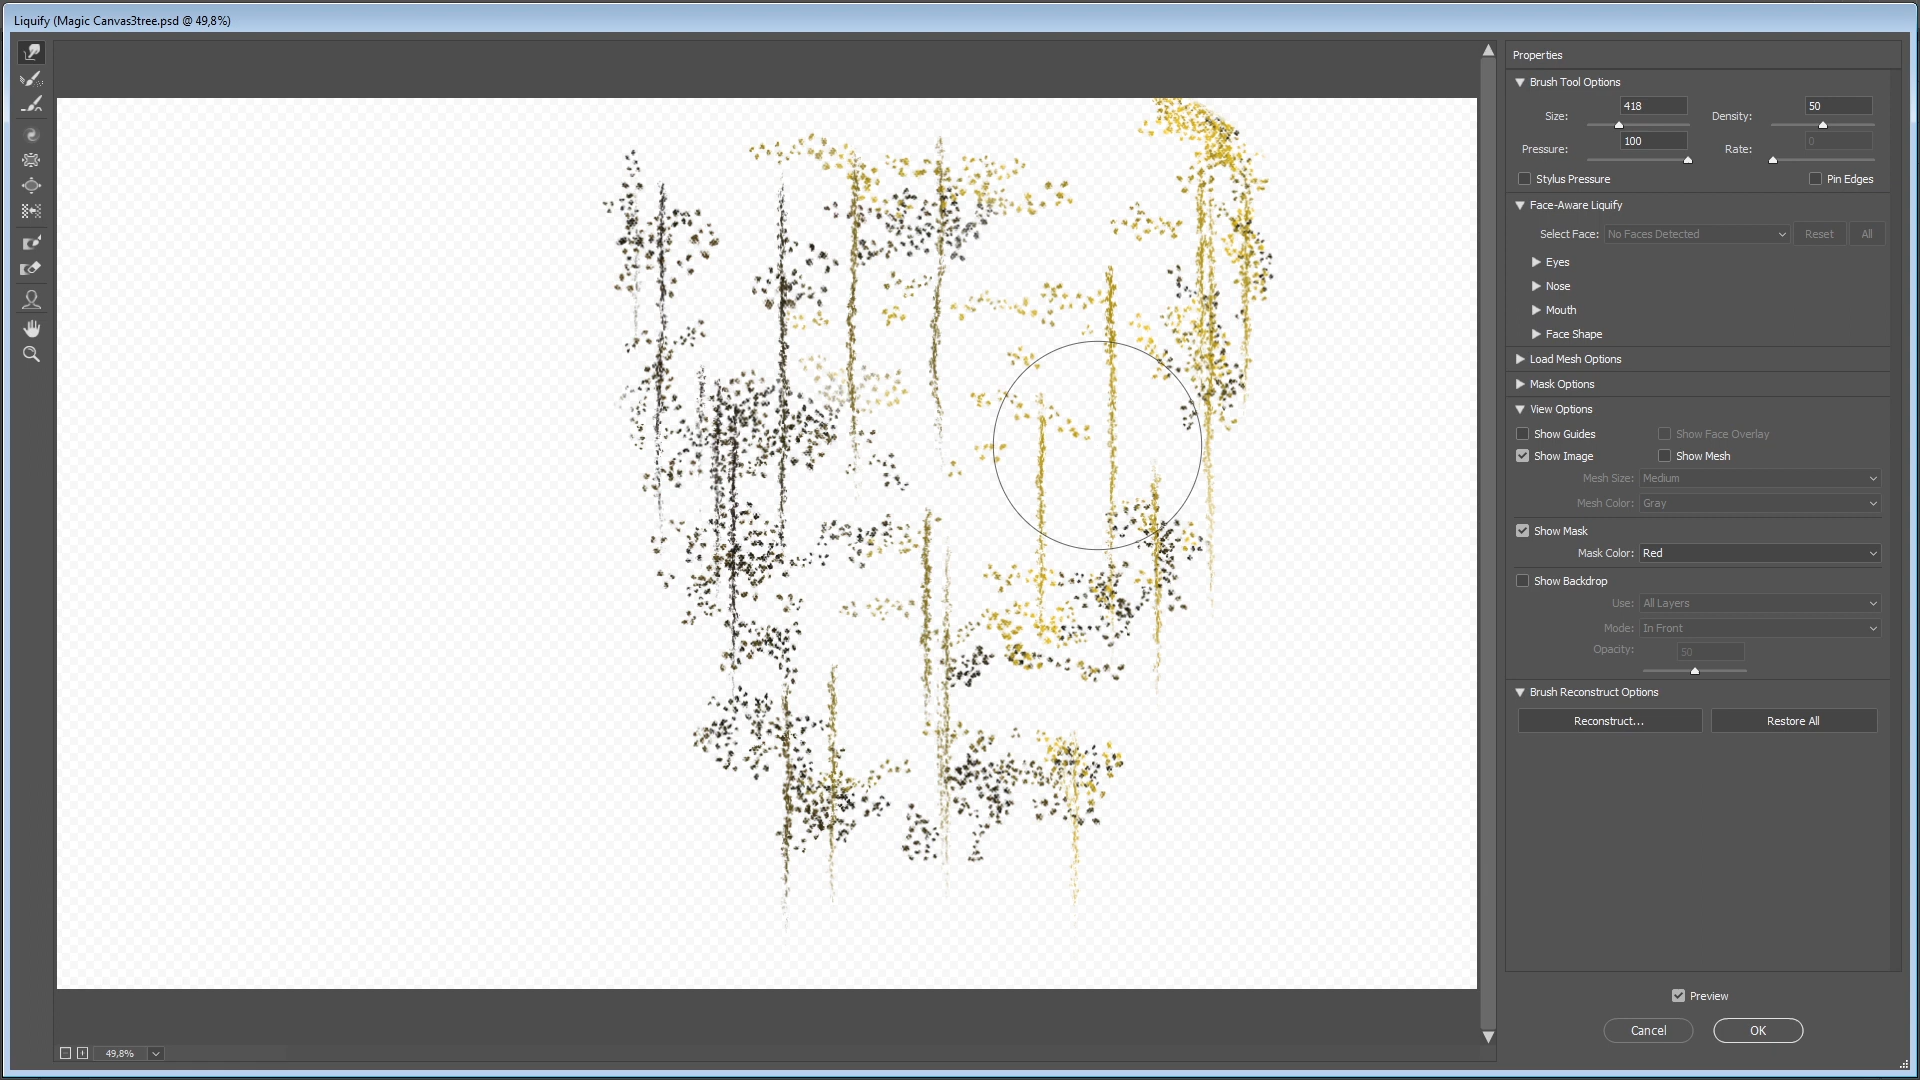 Liquify (Magic Canvas3tree.psd @ 49,8%)
Properties
Brush Tool Options
Size: 418 Density: 50
Pressure: 100 Rate: 0
Stylus Pressure Pin Edges
Face-Aware Liquify
Select Face: No Faces Detected Reset All
Eyes
Nose
Mouth
Face Shape
Load Mesh Options
Mask Options
View Options
Show Guides Show Face Overlay
Show Image Show Mesh
Mesh Size: Medium
Mesh Color: Gray
Show Mask
Mask Color: Red
Show Backdrop
Use: All Layers
Mode: In Front
Opacity: 50
Brush Reconstruct Options
Reconstruct... Restore All
Preview
Cancel OK
49,8%